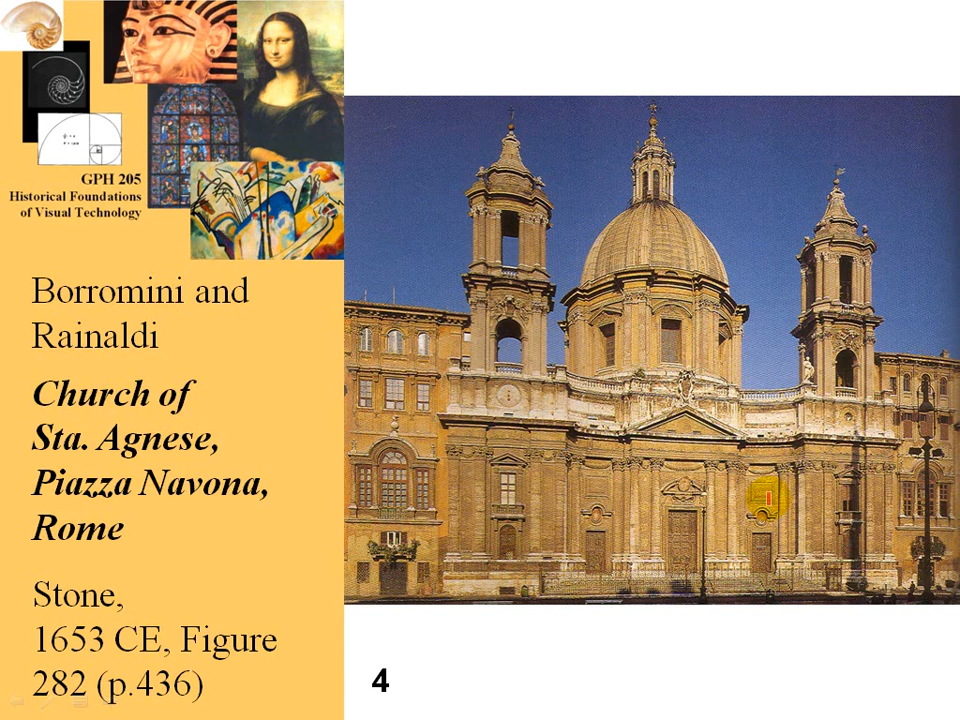 GPH 205
Historical Foundations
of Visual Technology
Borromini and
Rainaldi
Church of
Sta. Agnese,
Piazza Navona,
Rome
Stone,
1653 CE, Figure
282 (p.436)
4